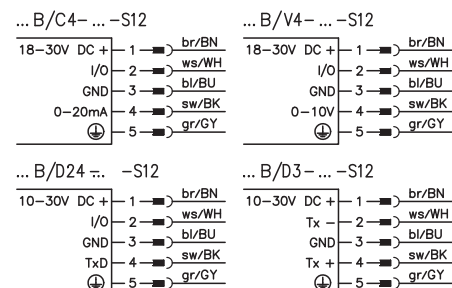 ... B/C4- ... -S12
18-30V DC + 1 br/BN
I/O 2 ws/WH
GND 3 bl/BU
0-20mA 4 sw/BK
5 gr/GY
... B/V4- ... -S12
18-30V DC + 1 br/BN
I/O 2 ws/WH
GND 3 bl/BU
0-10V 4 sw/BK
5 gr/GY
... B/D24 -... -S12
10-30V DC + 1 br/BN
I/O 2 ws/WH
GND 3 bl/BU
TxD 4 sw/BK
5 gr/GY
... B/D3- ... -S12
10-30V DC + 1 br/BN
Tx - 2 ws/WH
GND 3 bl/BU
Tx + 4 sw/BK
5 gr/GY